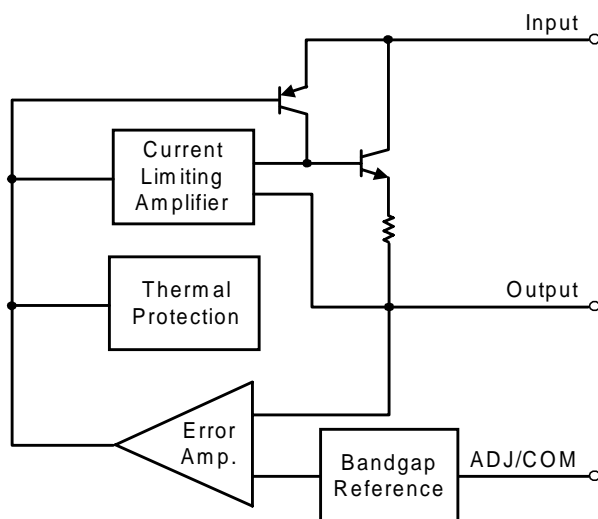 Input
Current
Limiting
Amplifier
Output
Thermal
Protection
Error
Amp.
ADJ/COM
Bandgap
Reference